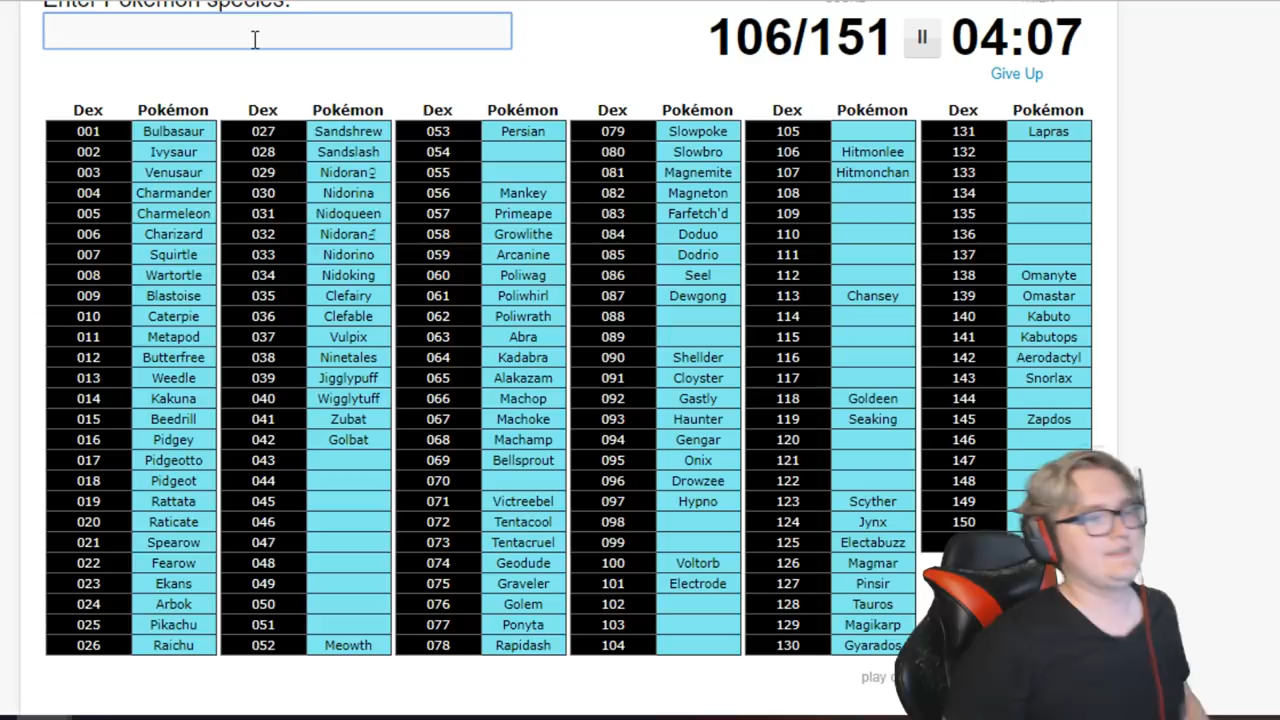 Enter Pokémon species:
106/151 II 04:07
Give Up
Dex Pokémon Dex Pokémon Dex Pokémon Dex Pokémon Dex Pokémon Dex Pokémon
001 Bulbasaur 027 Sandshrew 053 Persian 079 Slowpoke 105 131 Lapras
002 Ivysaur 028 Sandslash 054 080 Slowbro 106 Hitmonlee 132
003 Venusaur 029 Nidoran♀ 055 081 Magnemite 107 Hitmonchan 133
004 Charmander 030 Nidorina 056 Mankey 082 Magneton 108 134
005 Charmeleon 031 Nidoqueen 057 Primeape 083 Farfetch'd 109 135
006 Charizard 032 Nidoran♂ 058 Growlithe 084 Doduo 110 136
007 Squirtle 033 Nidorino 059 Arcanine 085 Dodrio 111 137
008 Wartortle 034 Nidoking 060 Poliwag 086 Seel 112 138 Omanyte
009 Blastoise 035 Clefairy 061 Poliwhirl 087 Dewgong 113 Chansey 139 Omastar
010 Caterpie 036 Clefable 062 Poliwrath 088 114 140 Kabuto
011 Metapod 037 Vulpix 063 Abra 089 115 141 Kabutops
012 Butterfree 038 Ninetales 064 Kadabra 090 Shellder 116 142 Aerodactyl
013 Weedle 039 Jigglypuff 065 Alakazam 091 Cloyster 117 143 Snorlax
014 Kakuna 040 Wigglytuff 066 Machop 092 Gastly 118 Goldeen 144
015 Beedrill 041 Zubat 067 Machoke 093 Haunter 119 Seaking 145 Zapdos
016 Pidgey 042 Golbat 068 Machamp 094 Gengar 120 146
017 Pidgeotto 043 069 Bellsprout 095 Onix 121 147
018 Pidgeot 044 070 096 Drowzee 122 148
019 Rattata 045 071 Victreebel 097 Hypno 123 Scyther 149
020 Raticate 046 072 Tentacool 098 124 Jynx 150
021 Spearow 047 073 Tentacruel 099 125 Electabuzz
022 Fearow 048 074 Geodude 100 Voltorb 126 Magmar
023 Ekans 049 075 Graveler 101 Electrode 127 Pinsir
024 Arbok 050 076 Golem 102 128 Tauros
025 Pikachu 051 077 Ponyta 103 129 Magikarp
026 Raichu 052 Meowth 078 Rapidash 104 130 Gyarados
play